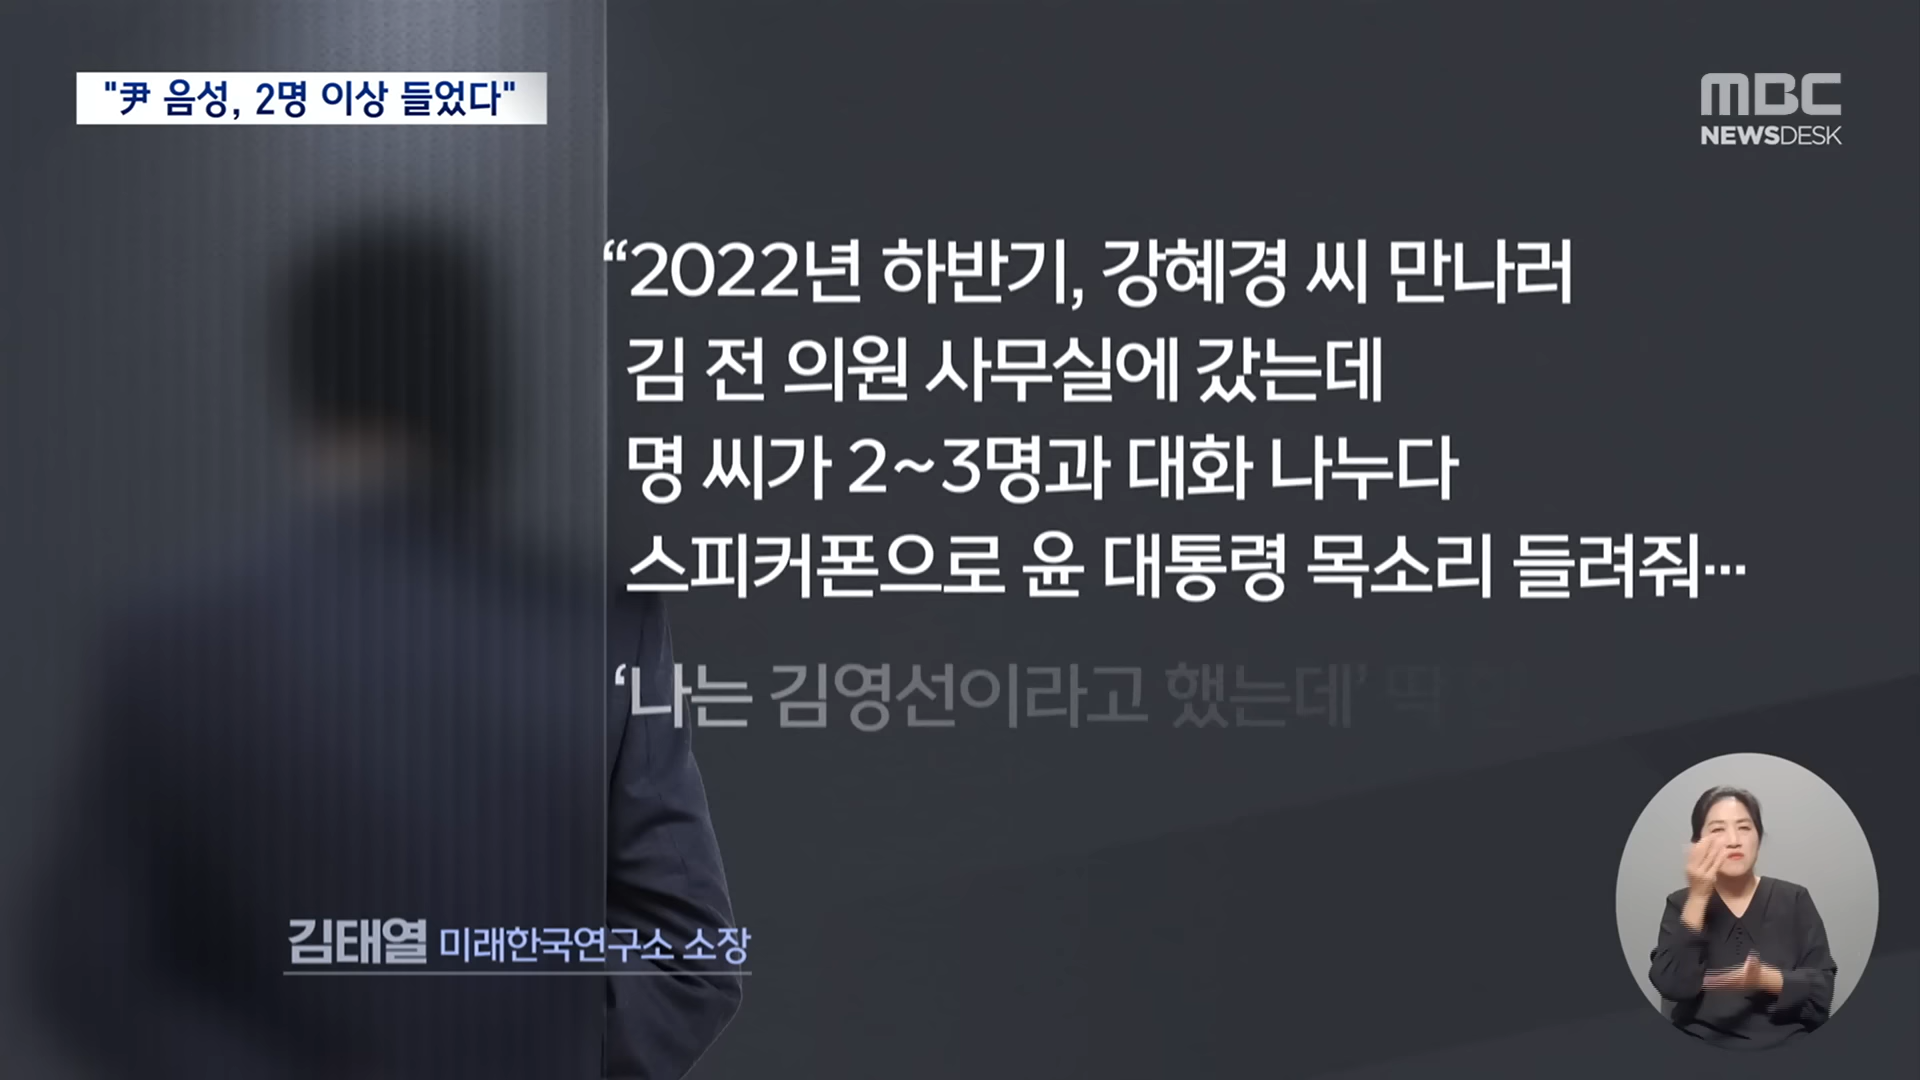 "尹 음성, 2명 이상 들었다"
MBC
NEWSDESK
“2022년 하반기, 강혜경 씨 만나러
김 전 의원 사무실에 갔는데
명 씨가 2~3명과 대화 나누다
스피커폰으로 윤 대통령 목소리 들려줘…
‘나는 김영선이라고 했는데’ 딱
김태열 미래한국연구소 소장